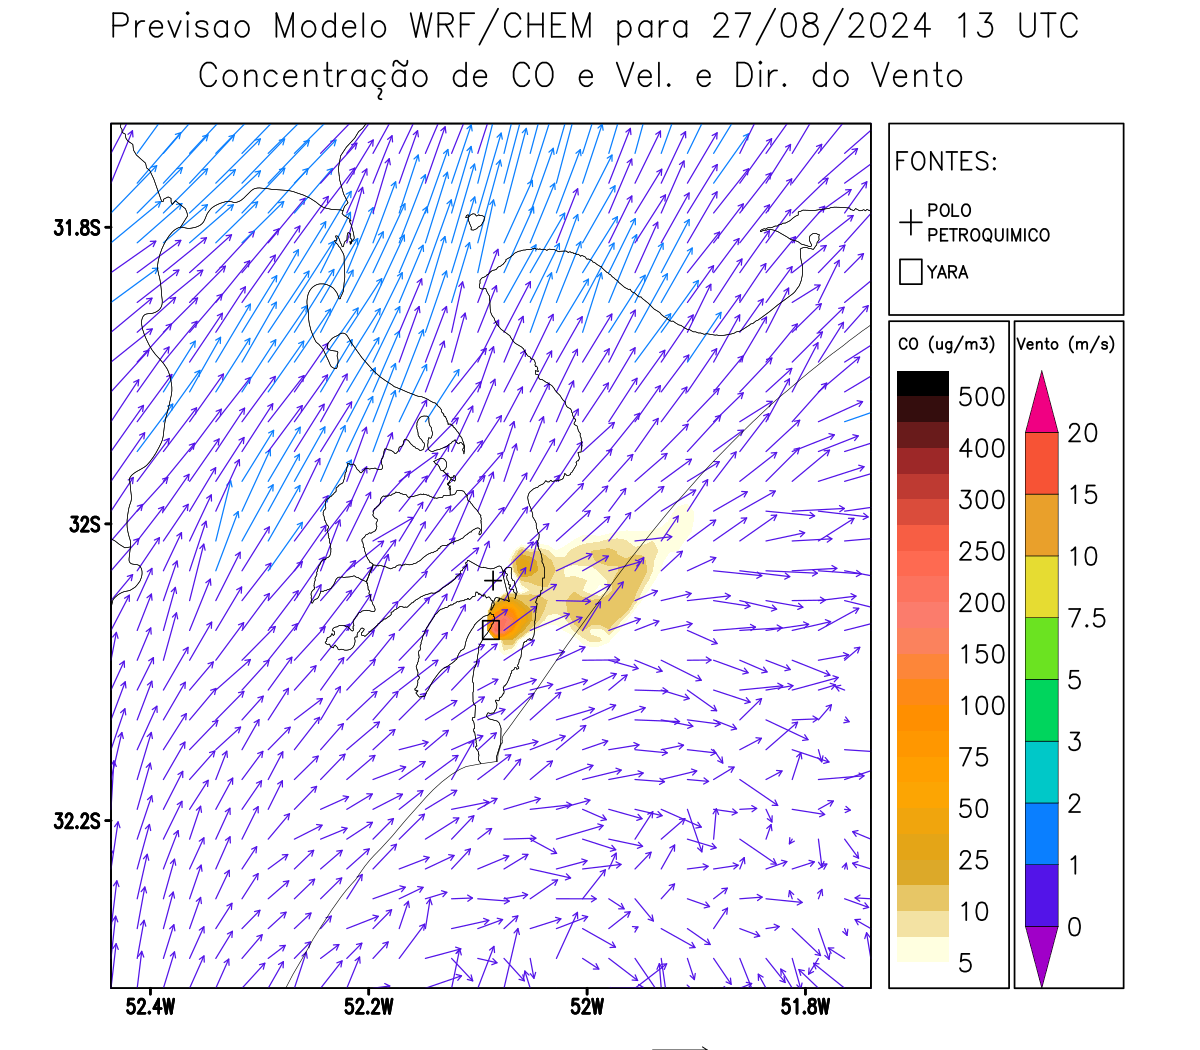 Previsao Modelo WRF/CHEM para 27/08/2024 13 UTC
Concentração de CO e Vel. e Dir. do Vento
FONTES:
POLO
PETROQUIMICO
YARA
CO (ug/m3)
500
400
300
250
200
150
100
75
50
25
10
5
Vento (m/s)
20
15
10
7.5
5
3
2
1
0
31.8S
32S
32.2S
52.4W 52.2W 52W 51.8W